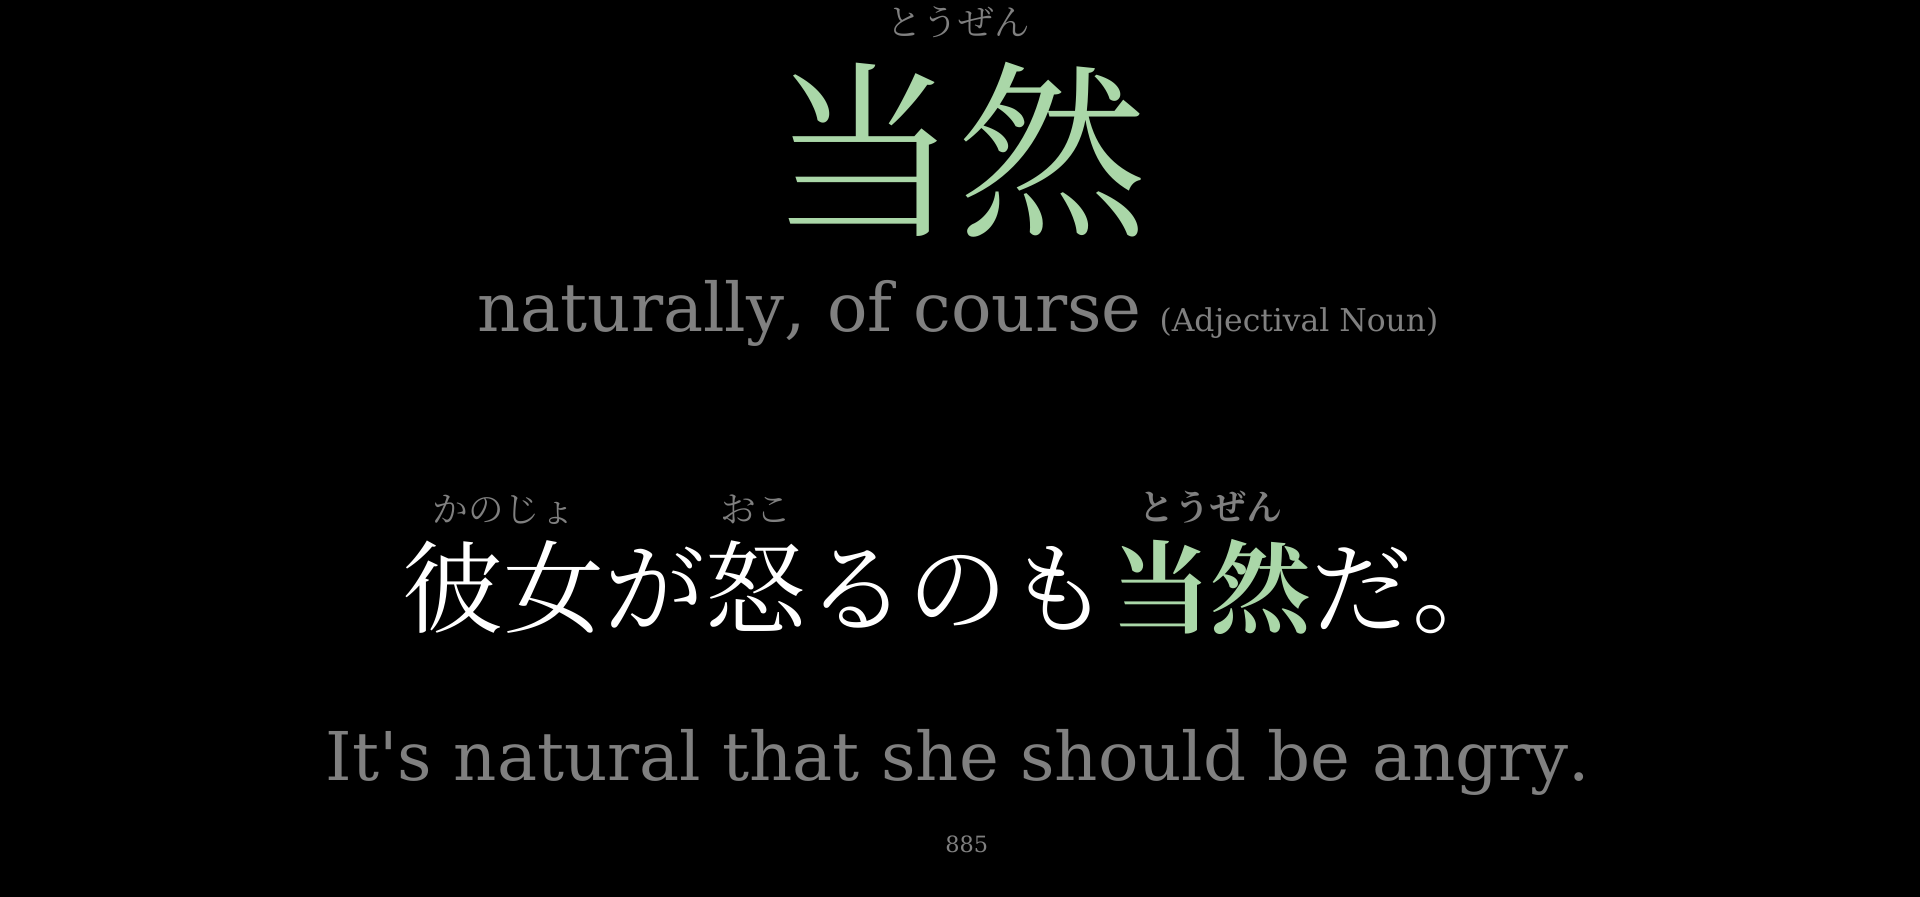 とうぜん
当然
naturally, of course (Adjectival Noun)
かのじょ おこ とうぜん
彼女が怒るのも当然だ。
It's natural that she should be angry.
885